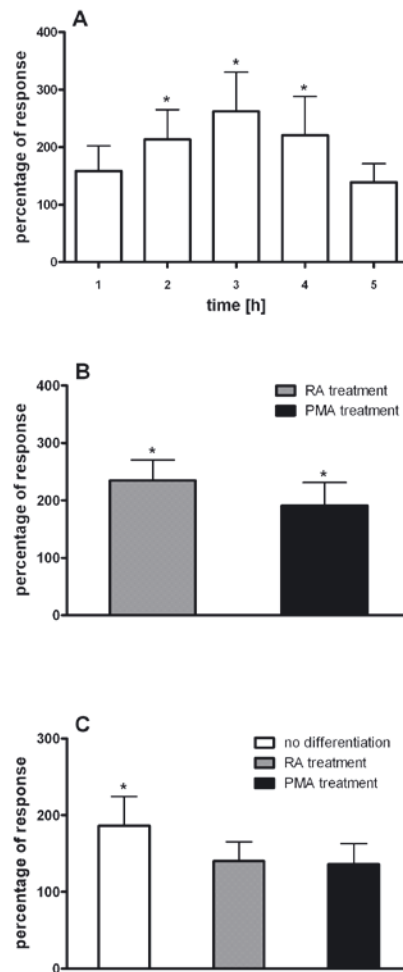 A
percentage of response
400
300
200
100
0
*
*
*
1 2 3 4 5
time [h]
B
percentage of response
400
300
200
100
0
RA treatment
PMA treatment
*
*
C
percentage of response
300
200
100
0
no differentiation
RA treatment
PMA treatment
*